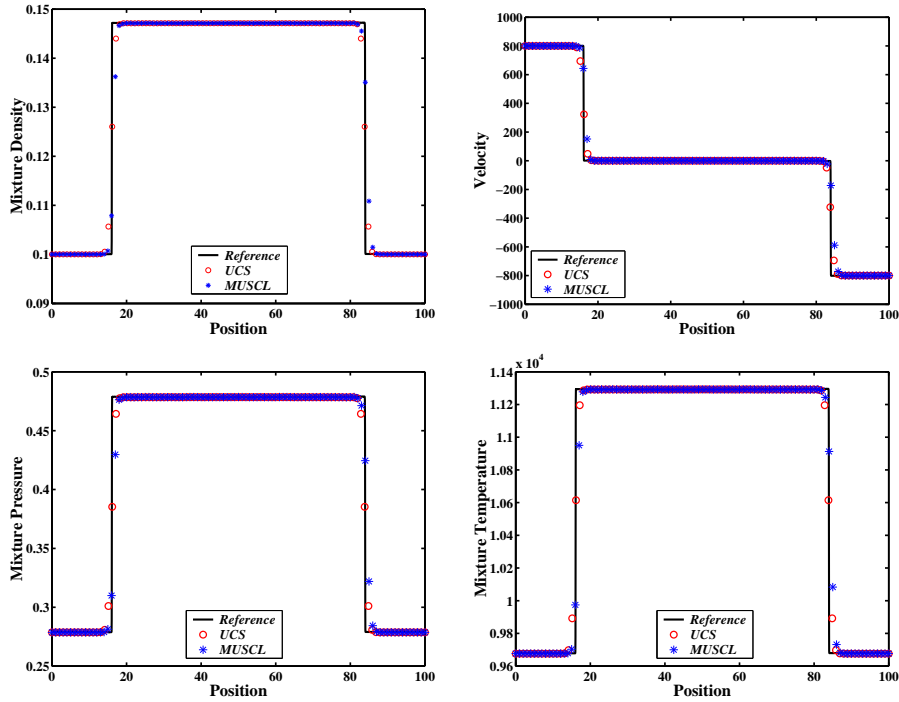 0.15
0.14
0.13
0.12
0.11
0.1
0.09
Mixture Density
0 20 40 60 80 100
Position
Reference
UCS
MUSCL
1000
800
600
400
200
0
−200
−400
−600
−800
−1000
Velocity
0 20 40 60 80 100
Position
Reference
UCS
MUSCL
0.5
0.45
0.4
0.35
0.3
0.25
Mixture Pressure
0 20 40 60 80 100
Position
Reference
UCS
MUSCL
x 10^4
1.14
1.12
1.1
1.08
1.06
1.04
1.02
1
0.98
0.96
Mixture Temperature
0 20 40 60 80 100
Position
Reference
UCS
MUSCL